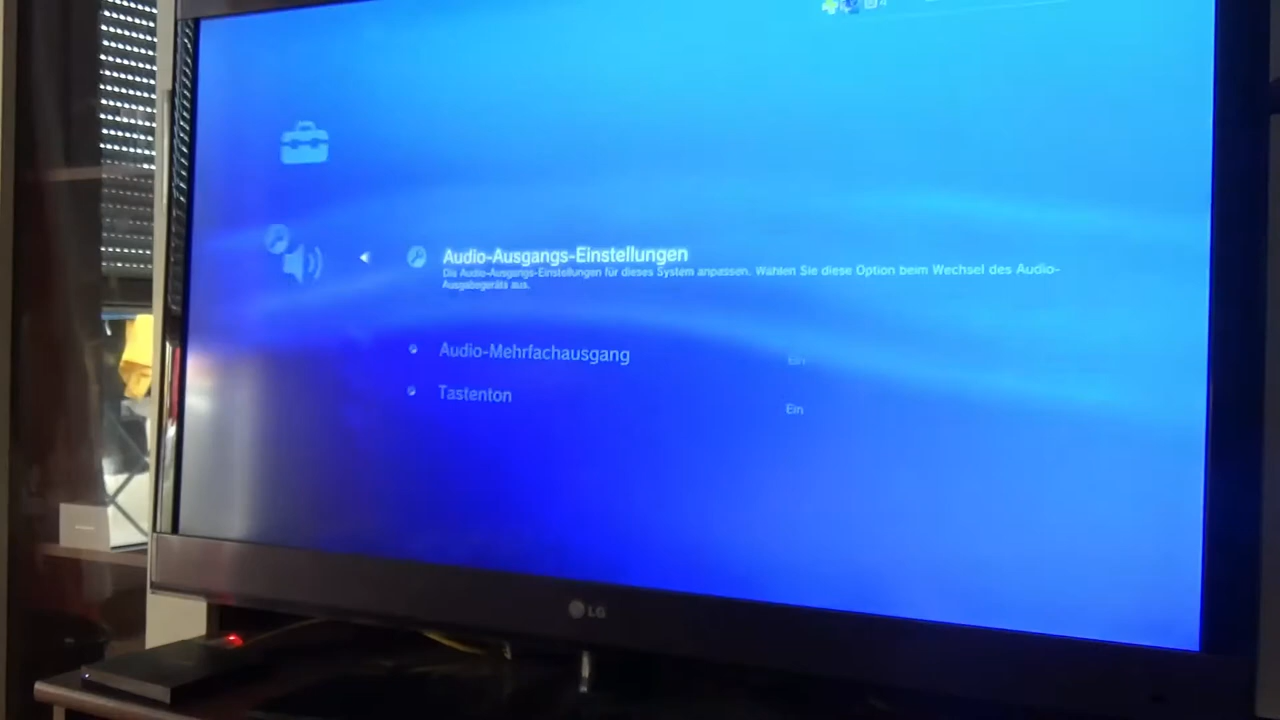 Audio-Ausgangs-Einstellungen
Die Audio-Ausgangs-Einstellungen für dieses System anpassen. Wählen Sie diese Option beim Wechsel des Audio-
Ausgabegeräts aus.
Audio-Mehrfachausgang Ein
Tastenton Ein
LG